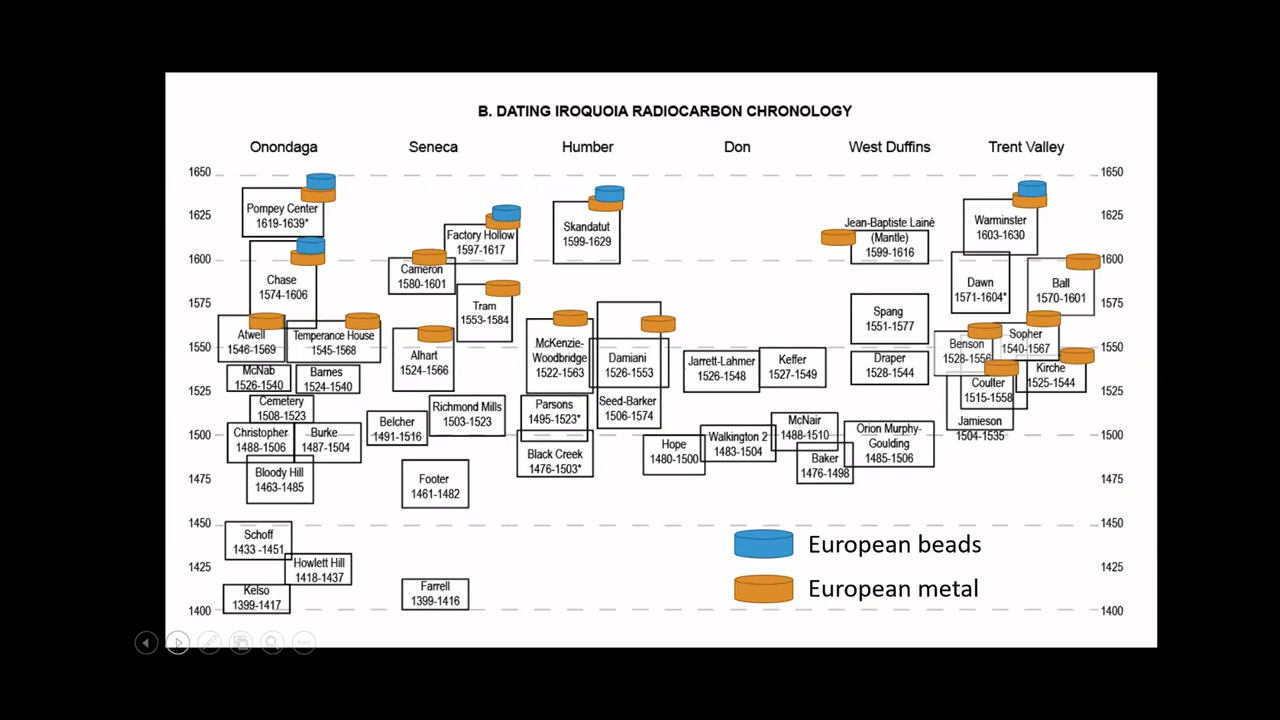 B. DATING IROQUOIA RADIOCARBON CHRONOLOGY
Onondaga
Seneca
Humber
Don
West Duffins
Trent Valley
1650
1625
1600
1575
1550
1525
1500
1475
1450
1425
1400
Pompey Center
1619-1639*
Chase
1574-1606
Atwell
1546-1569
Temperance House
1545-1568
McNab
1526-1540
Barnes
1524-1540
Cemetery
1508-1523
Christopher
1488-1506
Burke
1487-1504
Bloody Hill
1463-1485
Schoff
1433 -1451
Howlett Hill
1418-1437
Kelso
1399-1417
Factory Hollow
1597-1617
Cameron
1580-1601
Tram
1553-1584
Alhart
1524-1566
Richmond Mills
1503-1523
Belcher
1491-1516
Footer
1461-1482
Farrell
1399-1416
Skandatut
1599-1629
McKenzie-
Woodbridge
1522-1563
Damiani
1526-1553
Parsons
1495-1523*
Seed-Barker
1506-1574
Black Creek
1476-1503*
Jarrett-Lahmer
1526-1548
Keffer
1527-1549
Hope
1480-1500
Walkington 2
1483-1504
McNair
1488-1510
Baker
1476-1498
Jean-Baptiste Lainé
(Mantle)
1599-1616
Spang
1551-1577
Draper
1528-1544
Orion Murphy-
Goulding
1485-1506
Warminster
1603-1630
Dawn
1571-1604*
Ball
1570-1601
Benson
1528-1556
Sopher
1540-1567
Kirche
1525-1544
Coulter
1515-1558
Jamieson
1504-1535
1650
1625
1600
1575
1550
1525
1500
1475
1450
1425
1400
European beads
European metal